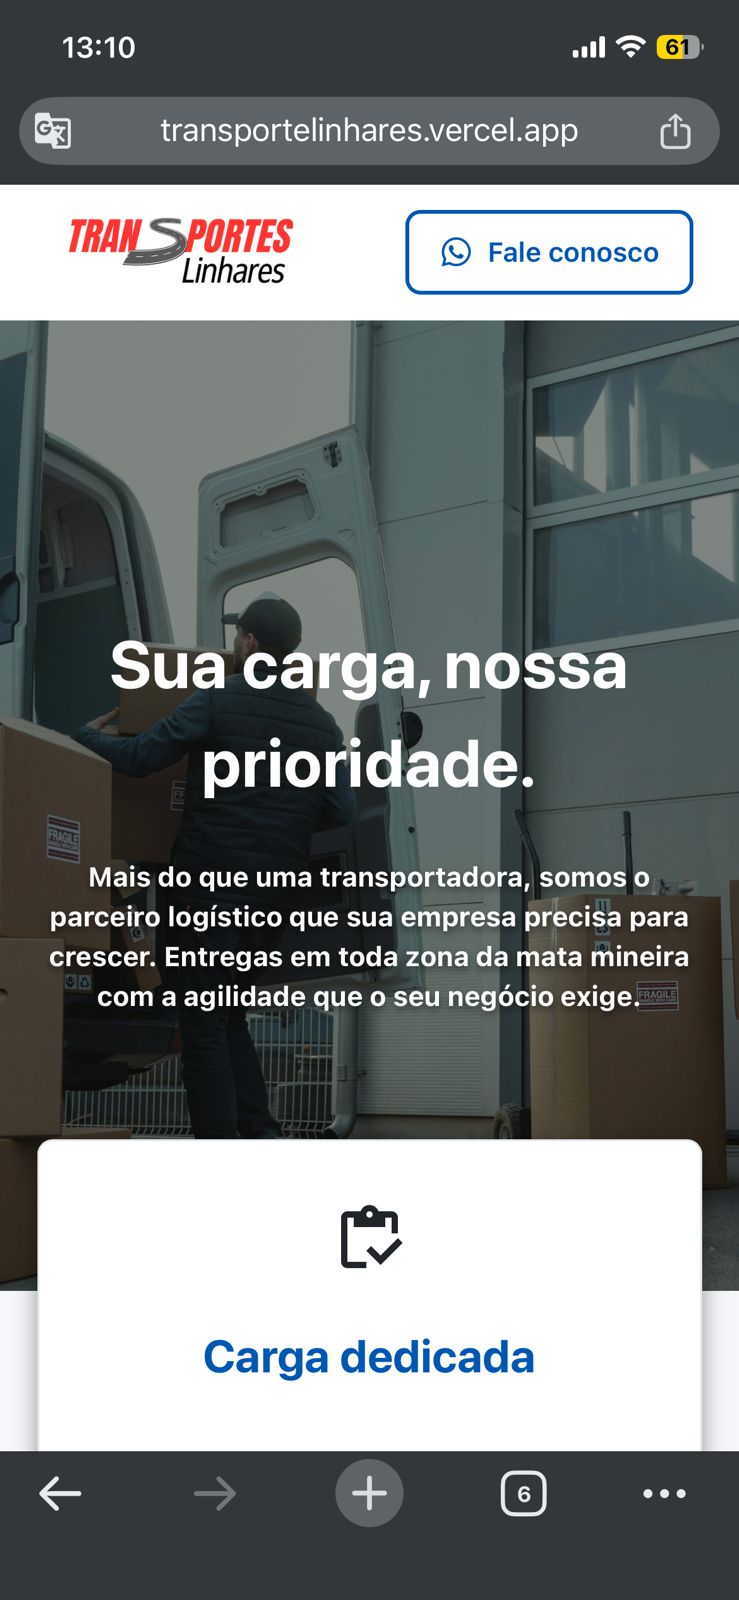 13:10
61
transportelinhares.vercel.app
TRANSPORTES
Linhares
Fale conosco
Sua carga, nossa
prioridade.
FRAGILE
Mais do que uma transportadora, somos o
parceiro logístico que sua empresa precisa para
crescer. Entregas em toda zona da mata mineira
com a agilidade que o seu negócio exige.
FRAGILE
Carga dedicada
6